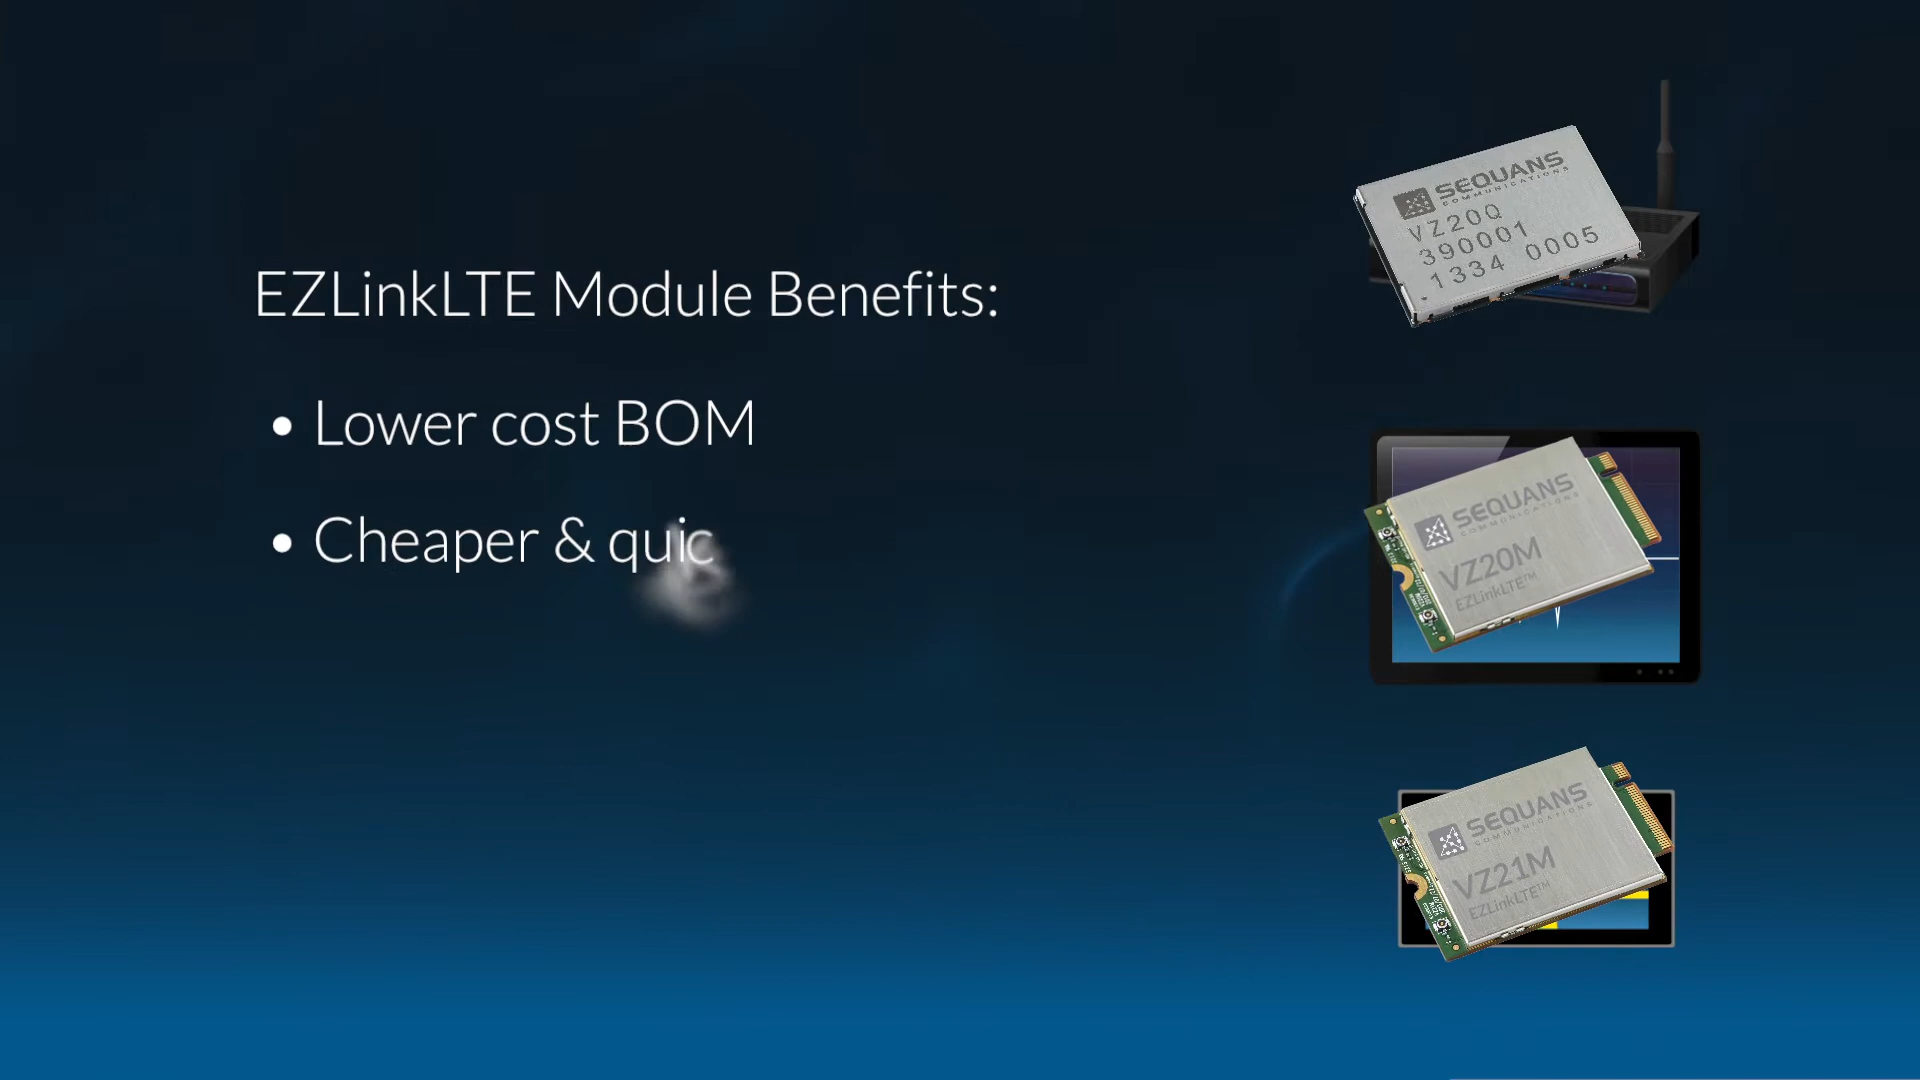 EZLinkLTE Module Benefits:
• Lower cost BOM
• Cheaper & quic
SEQUANS
COMMUNICATIONS
VZ20Q
390001
1334 0005
SEQUANS
COMMUNICATIONS
VZ20M
EZLinkLTE™
SEQUANS
COMMUNICATIONS
VZ21M
EZLinkLTE™